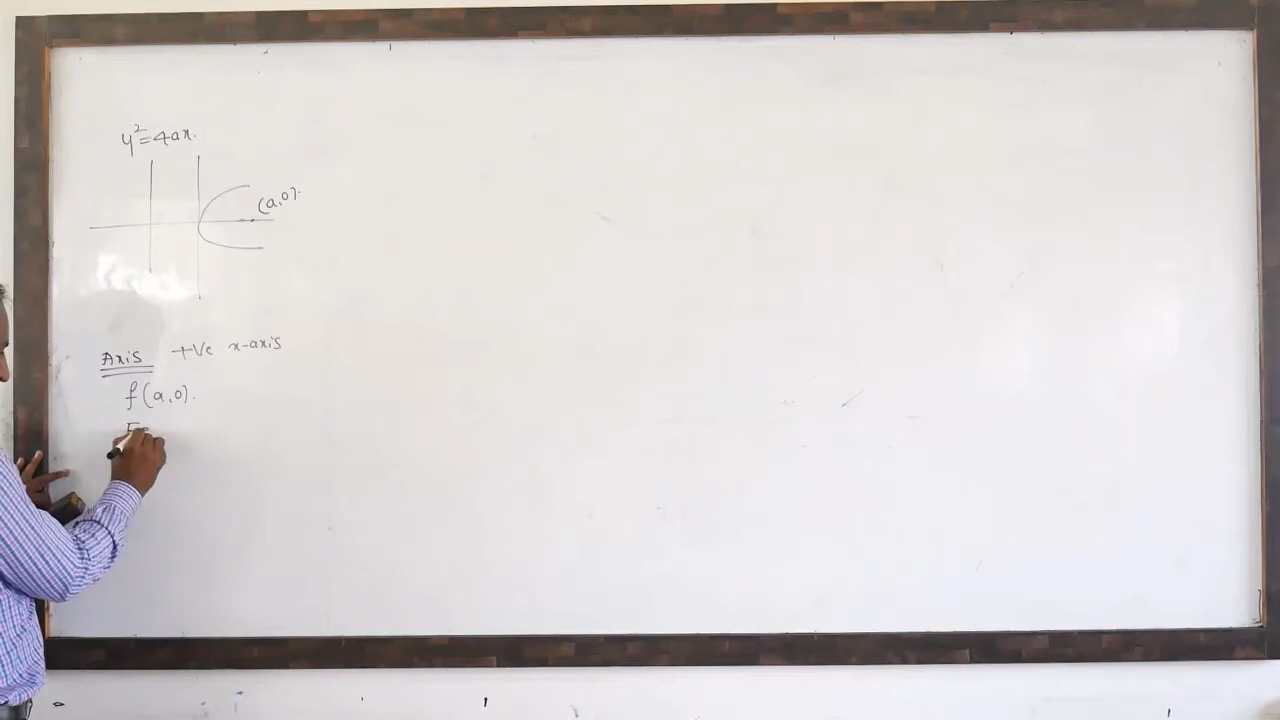 y²=4ax.
(a,0).
Axis +Ve x-axis
f(a,0).